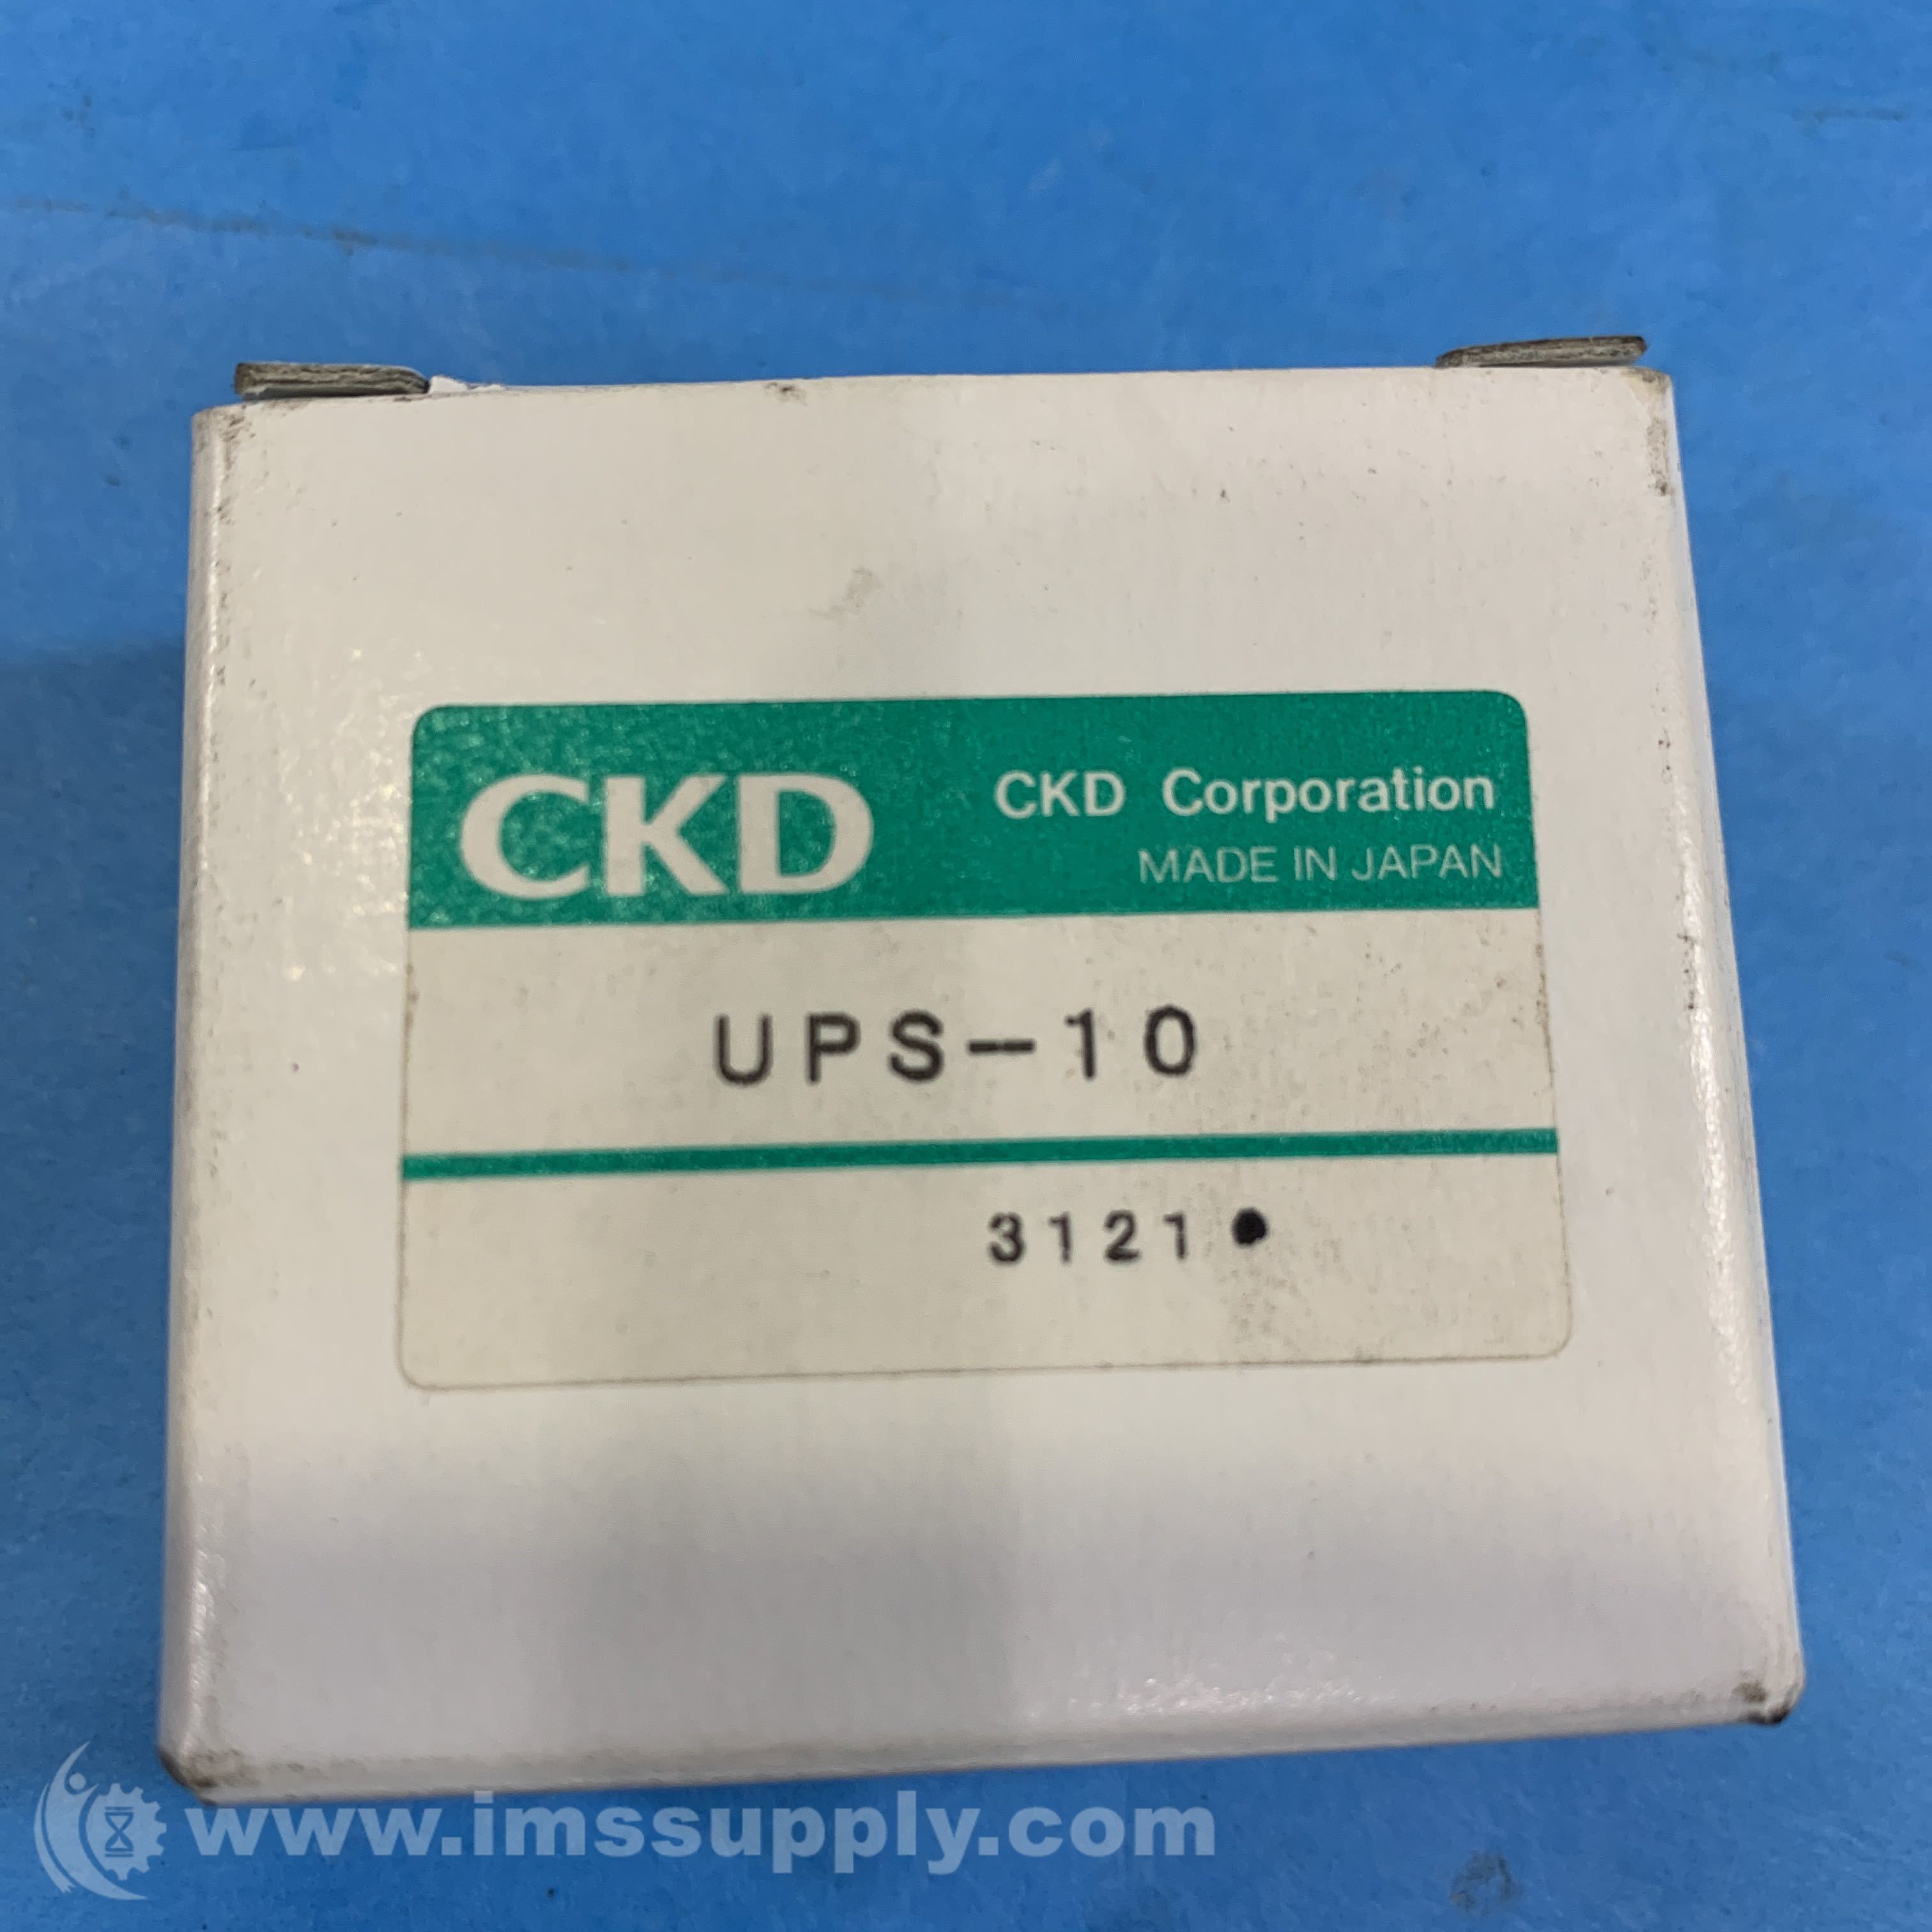 CKD
CKD Corporation
MADE IN JAPAN
UPS-10
3121●
www.imssupply.com